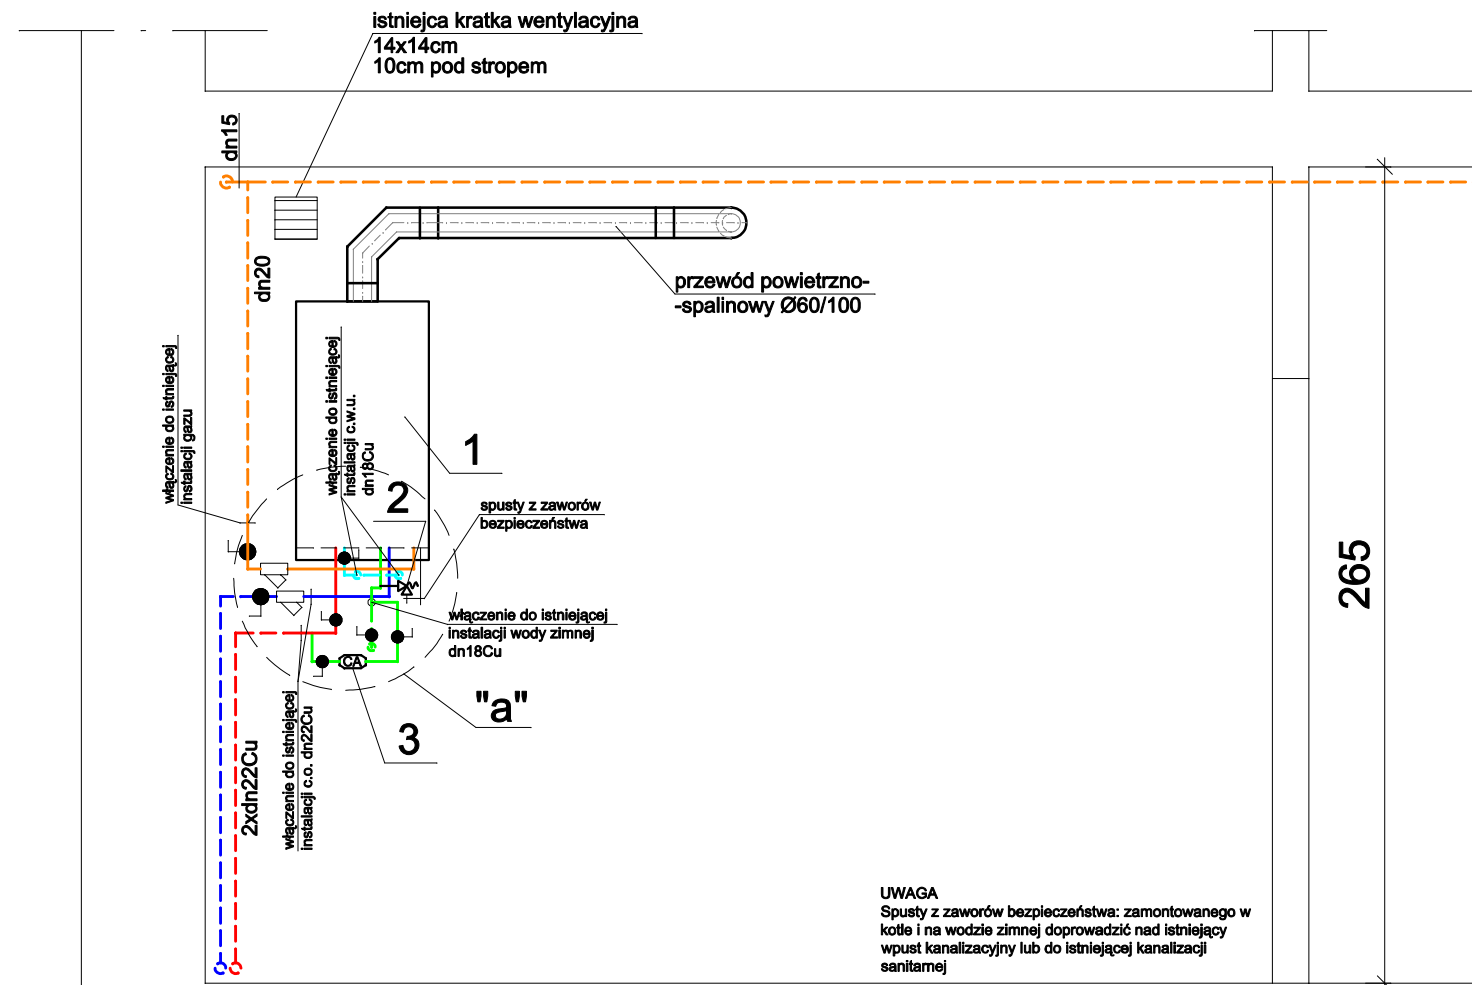 istniejca kratka wentylacyjna
14x14cm
10cm pod stropem
dn15
dn20
przewód powietrzno-
-spalinowy Ø60/100
włączenie do istniejącej
instalacji gazu
włączenie do istniejącej
instalacji c.w.u.
dn18Cu
1
2
spusty z zaworów
bezpieczeństwa
265
włączenie do istniejącej
instalacji wody zimnej
dn18Cu
CA
"a"
3
2xdn22Cu
włączenie do istniejącej
instalacji c.o. dn22Cu
UWAGA
Spusty z zaworów bezpieczeństwa: zamontowanego w
kotle i na wodzie zimnej doprowadzić nad istniejący
wpust kanalizacyjny lub do istniejącej kanalizacji
sanitarnej